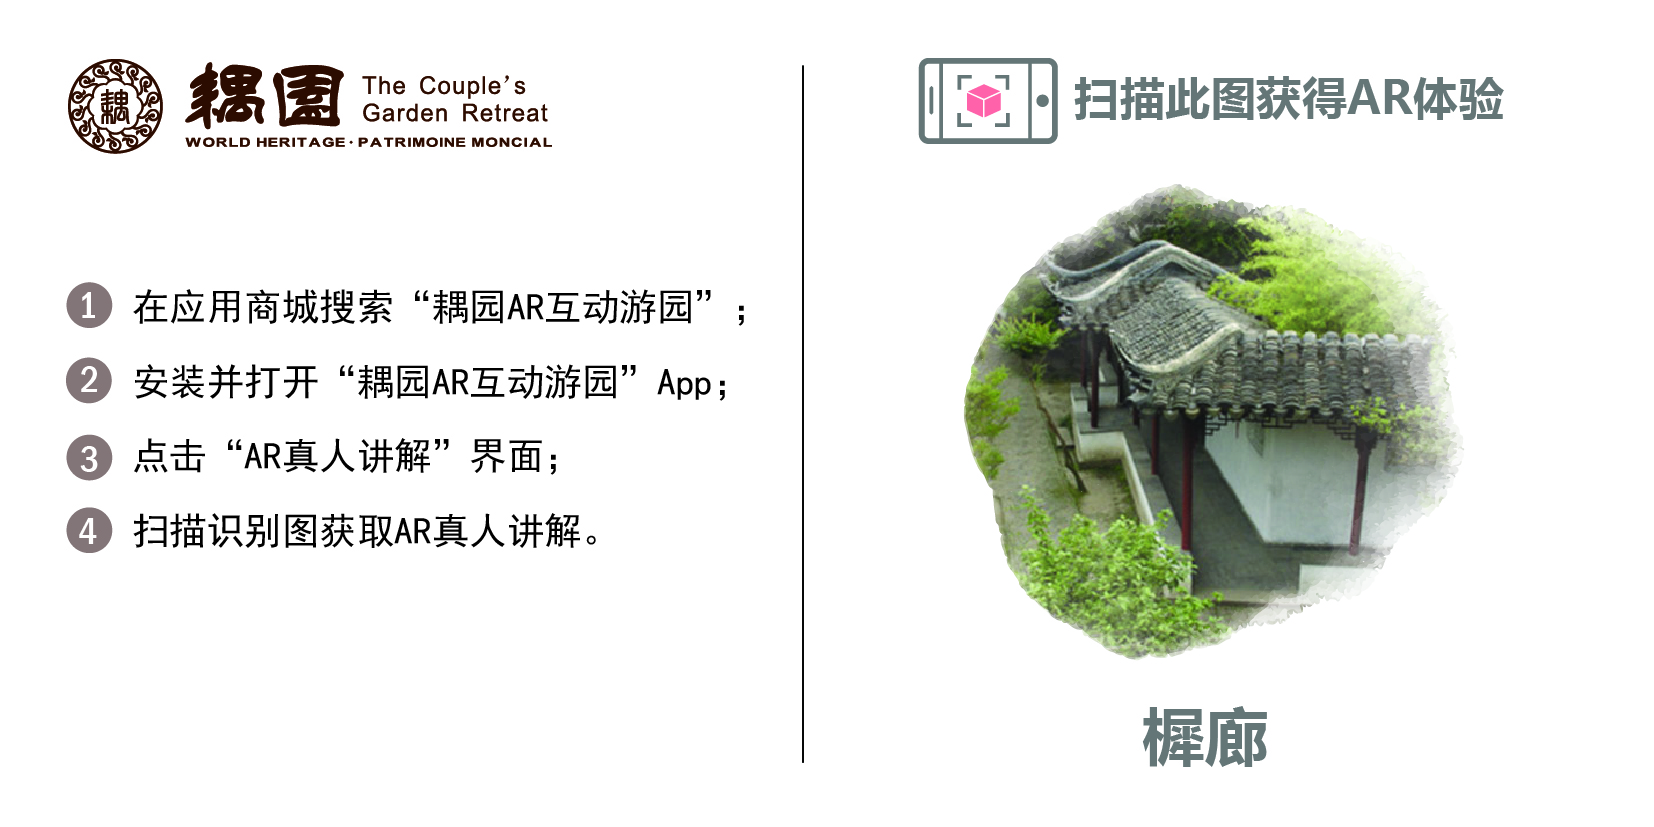 耦
耦園
The Couple's
Garden Retreat
WORLD HERITAGE·PATRIMOINE MONCIAL
1 在应用商城搜索“耦园AR互动游园”；
2 安装并打开“耦园AR互动游园”App；
3 点击“AR真人讲解”界面；
4 扫描识别图获取AR真人讲解。
扫描此图获得AR体验
樨廊